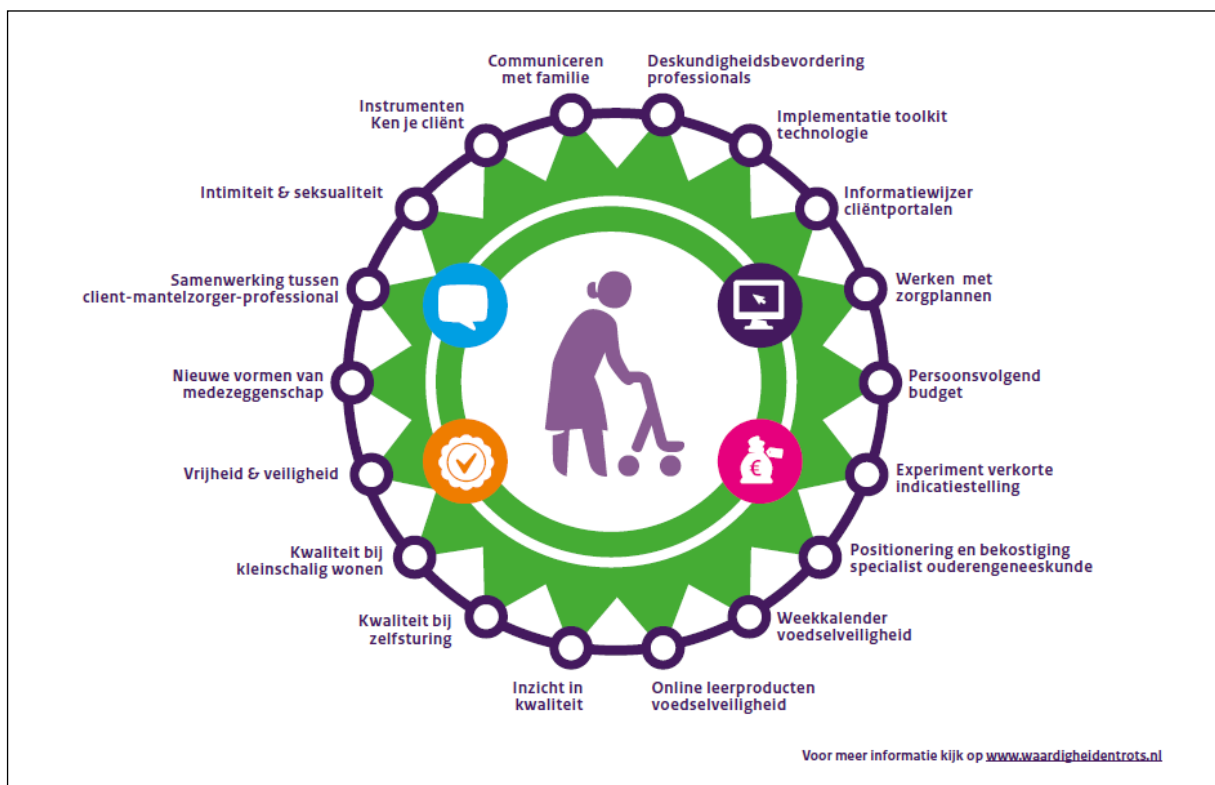 Communiceren
met familie
Deskundigheidsbevordering
professionals
Instrumenten
Ken je cliënt
Implementatie toolkit
technologie
Intimiteit & seksualiteit
Informatiewijzer
cliëntportalen
Samenwerking tussen
client-mantelzorger-professional
Werken met
zorgplannen
Nieuwe vormen van
medezeggenschap
Persoonsvolgend
budget
€
Vrijheid & veiligheid
Experiment verkorte
indicatiestelling
Kwaliteit bij
kleinschalig wonen
Positionering en bekostiging
specialist ouderengeneeskunde
Kwaliteit bij
zelfsturing
Weekkalender
voedselveiligheid
Inzicht in
kwaliteit
Online leerproducten
voedselveiligheid
Voor meer informatie kijk op www.waardigheidentrots.nl